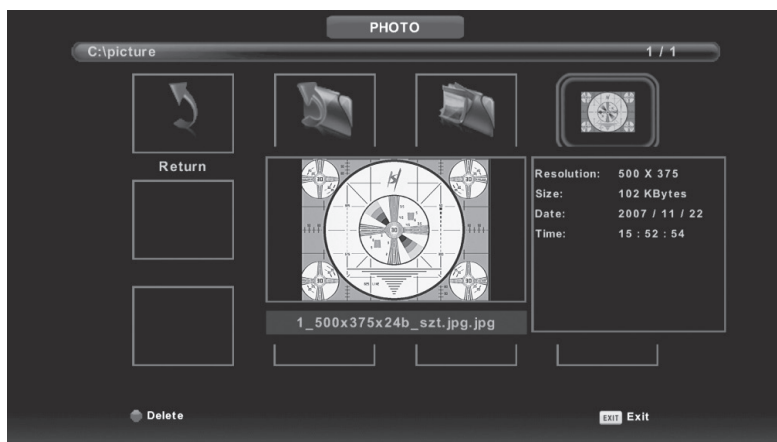 PHOTO
C:\picture
1 / 1
Return
Resolution: 500 X 375
Size: 102 KBytes
Date: 2007 / 11 / 22
Time: 15 : 52 : 54
1_500x375x24b_szt.jpg.jpg
Delete
EXIT Exit